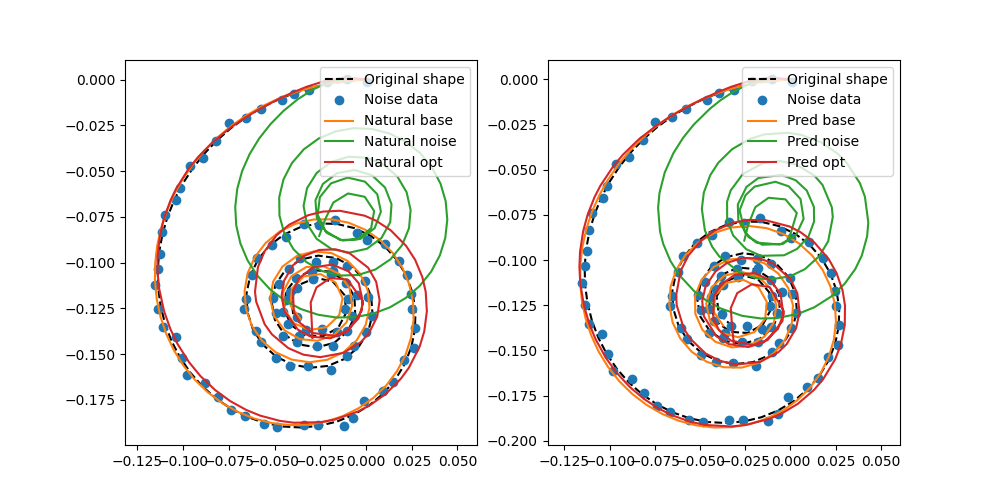 0.000
−0.025
−0.050
−0.075
−0.100
−0.125
−0.150
−0.175
−0.125 −0.100 −0.075 −0.050 −0.025 0.000 0.025 0.050
Original shape
Noise data
Natural base
Natural noise
Natural opt
0.000
−0.025
−0.050
−0.075
−0.100
−0.125
−0.150
−0.175
−0.200
−0.125 −0.100 −0.075 −0.050 −0.025 0.000 0.025 0.050
Original shape
Noise data
Pred base
Pred noise
Pred opt